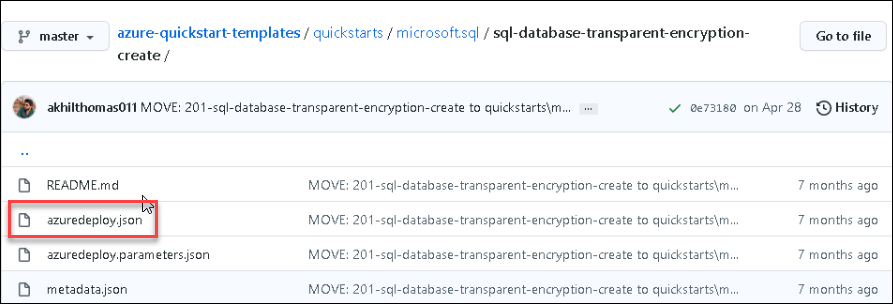 master azure-quickstart-templates / quickstarts / microsoft.sql / sql-database-transparent-encryption- Go to file
create /
akhilthomas011 MOVE: 201-sql-database-transparent-encryption-create to quickstarts\m... ... 0e73180 on Apr 28 History
..
README.md MOVE: 201-sql-database-transparent-encryption-create to quickstarts\m... 7 months ago
azuredeploy.json MOVE: 201-sql-database-transparent-encryption-create to quickstarts\m... 7 months ago
azuredeploy.parameters.json MOVE: 201-sql-database-transparent-encryption-create to quickstarts\m... 7 months ago
metadata.json MOVE: 201-sql-database-transparent-encryption-create to quickstarts\m... 7 months ago